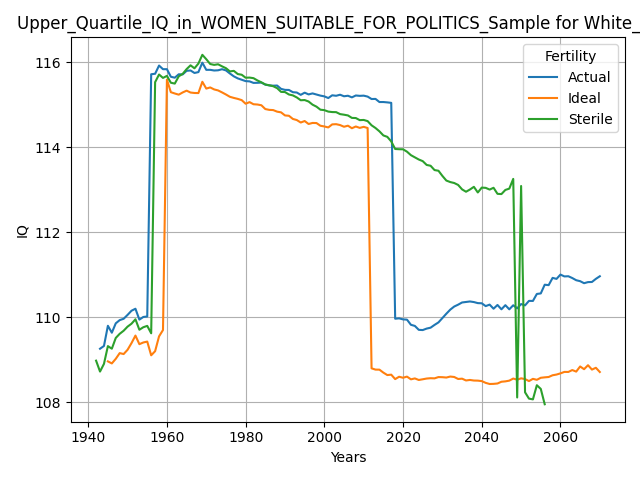 Upper_Quartile_IQ_in_WOMEN_SUITABLE_FOR_POLITICS_Sample for White_
Fertility
Actual
Ideal
Sterile
IQ
116
114
112
110
108
1940 1960 1980 2000 2020 2040 2060
Years